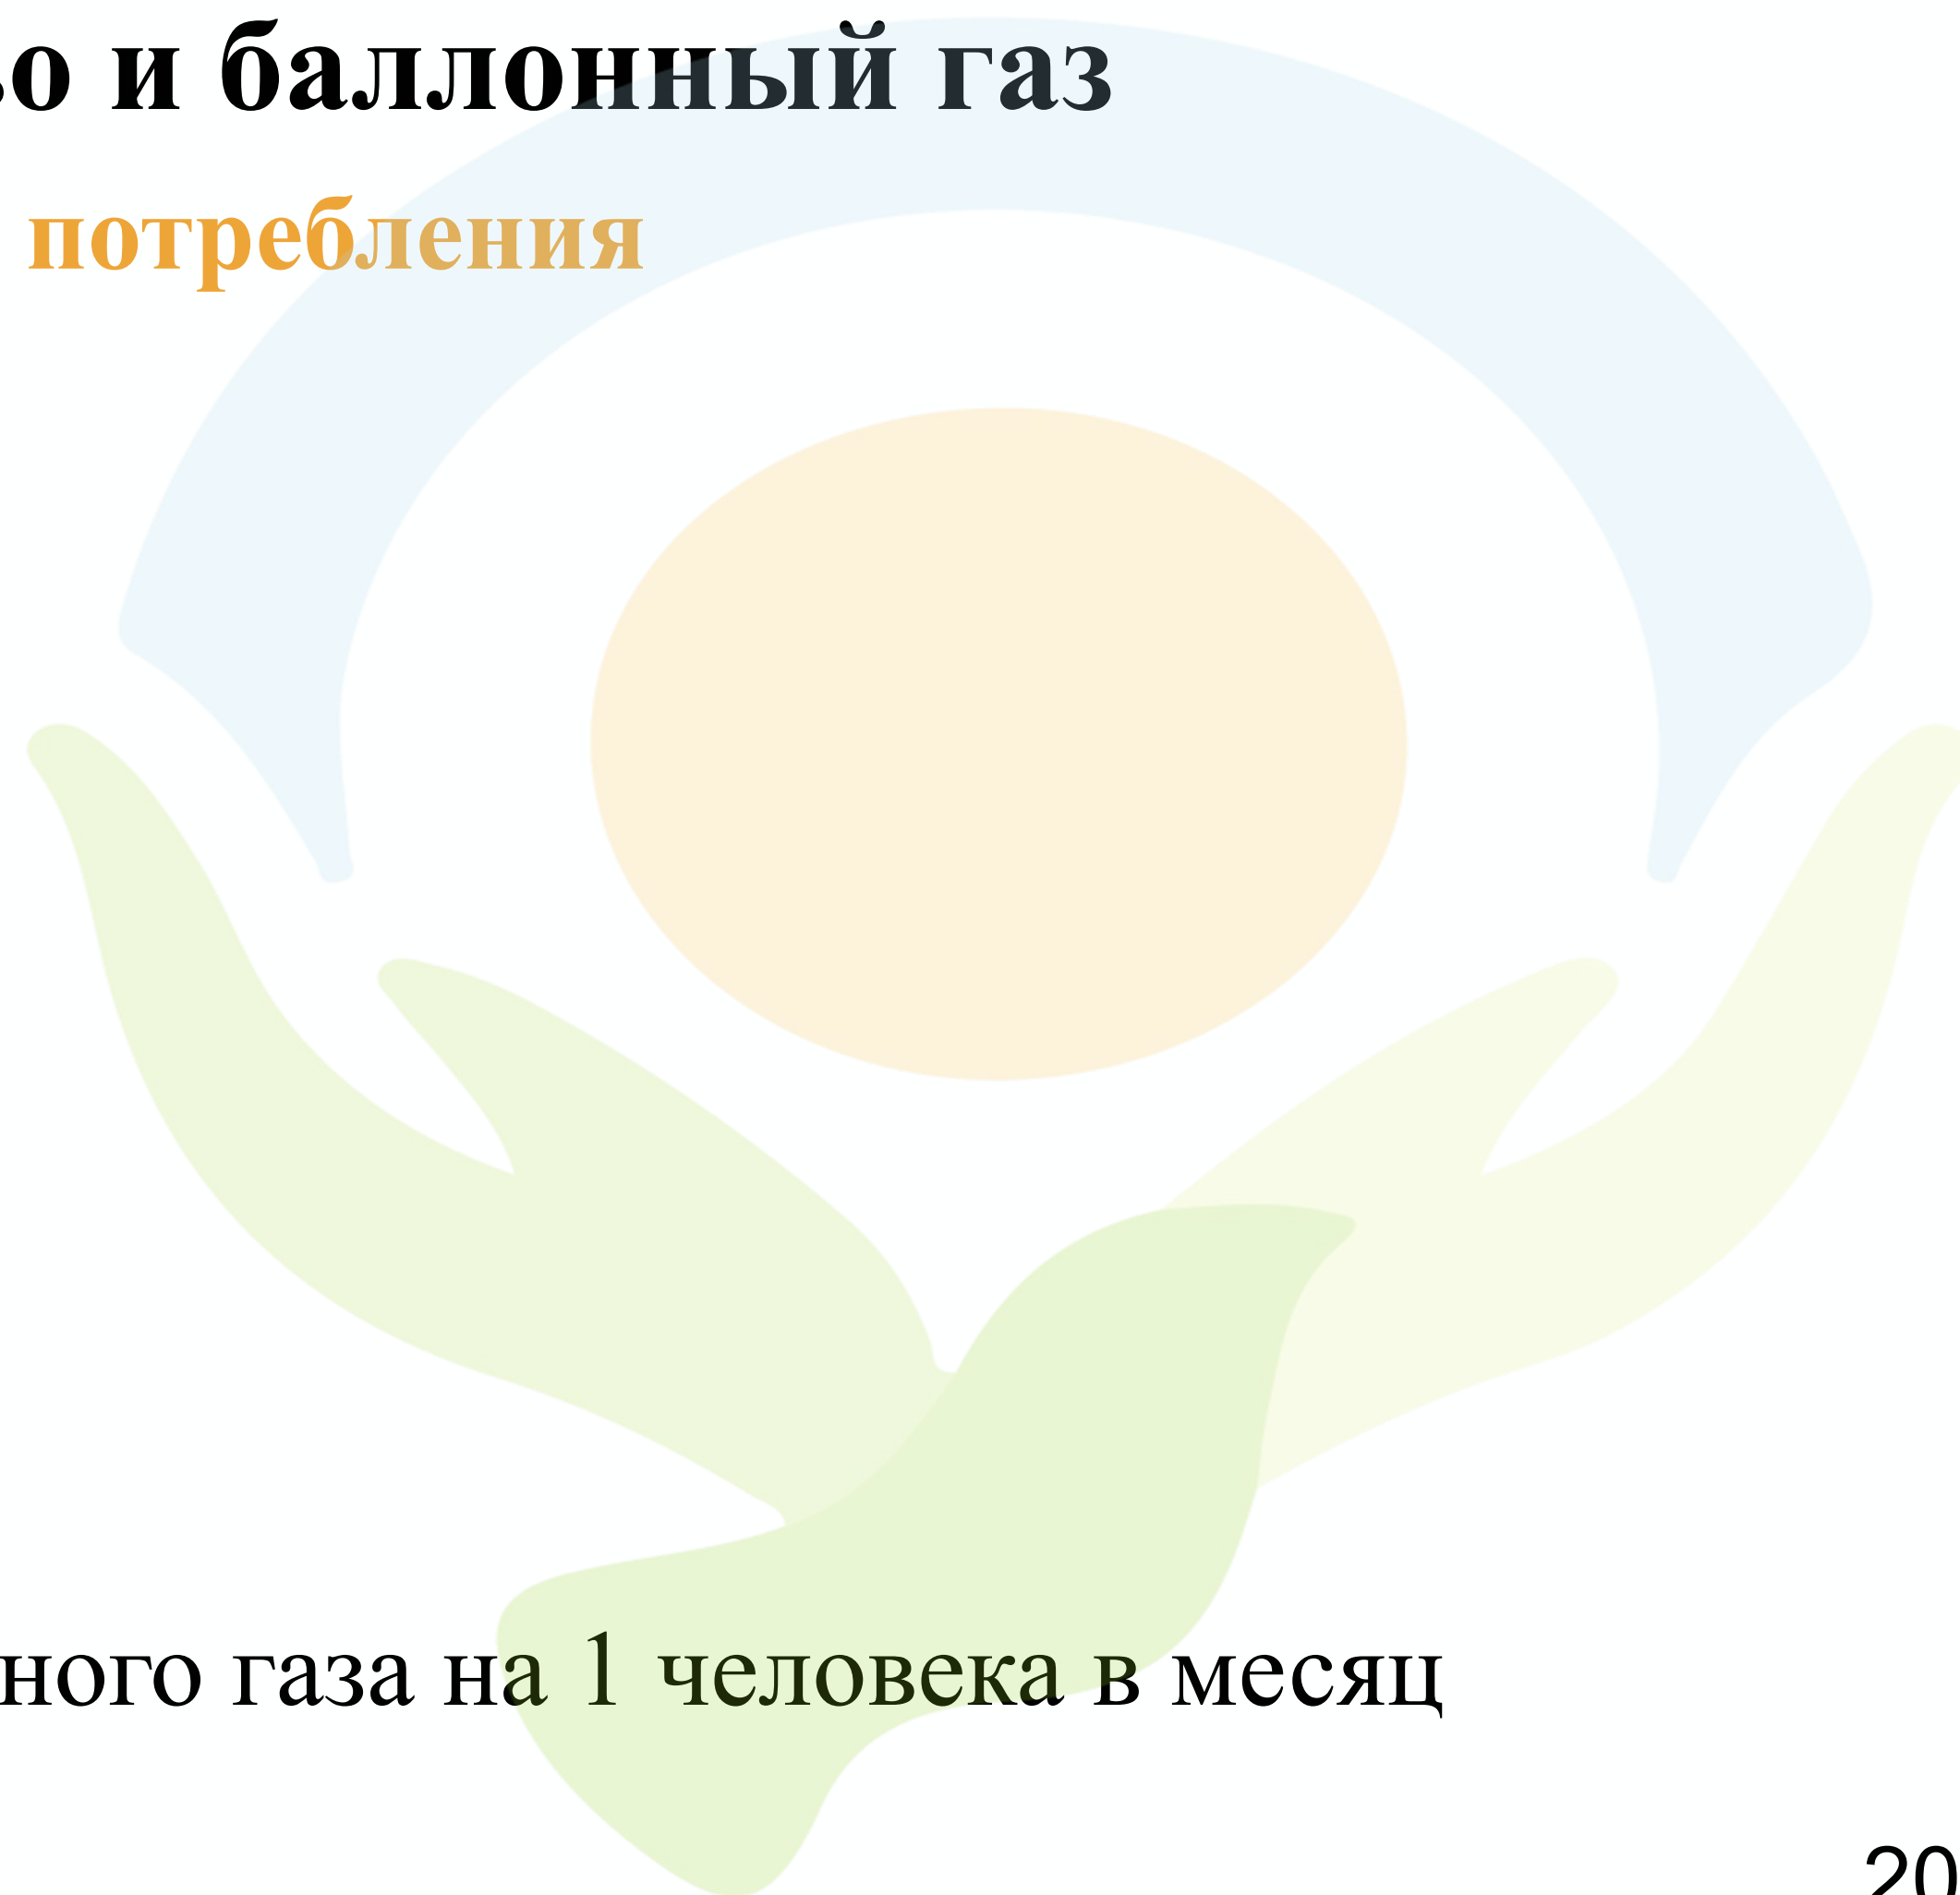 о и баллонный газ
потребления
ного газа на 1 человека в месяц
20